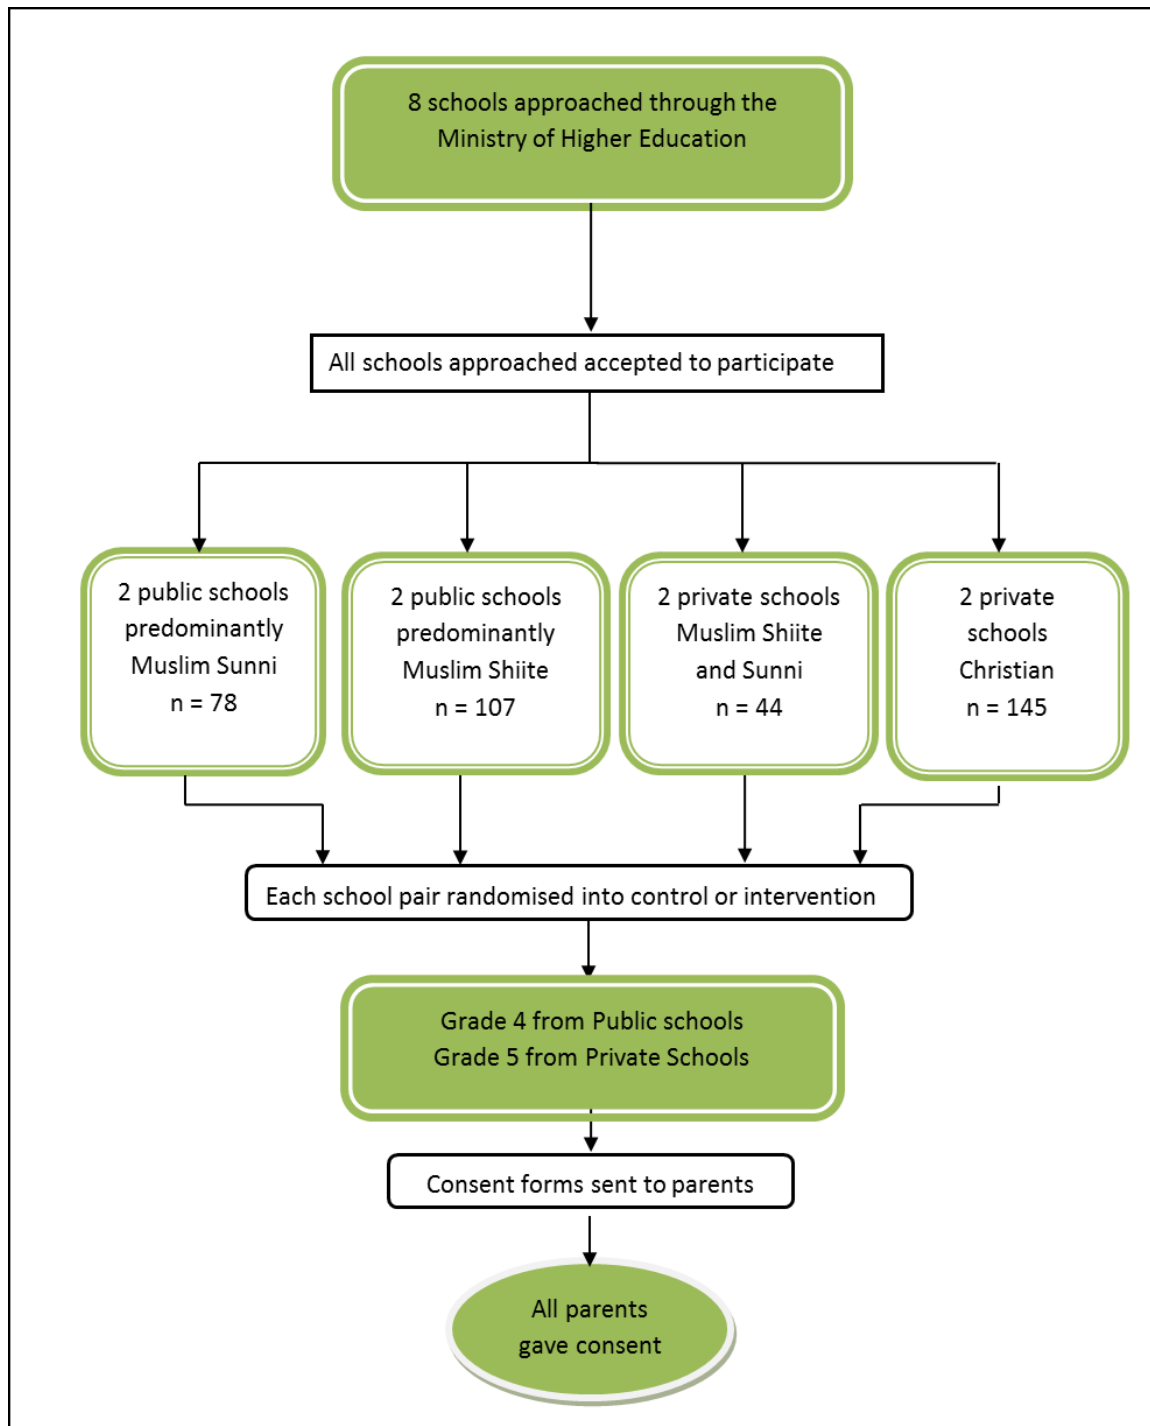 8 schools approached through the
Ministry of Higher Education
All schools approached accepted to participate
2 public schools
predominantly
Muslim Sunni
n = 78
2 public schools
predominantly
Muslim Shiite
n = 107
2 private schools
Muslim Shiite
and Sunni
n = 44
2 private
schools
Christian
n = 145
Each school pair randomised into control or intervention
Grade 4 from Public schools
Grade 5 from Private Schools
Consent forms sent to parents
All parents
gave consent